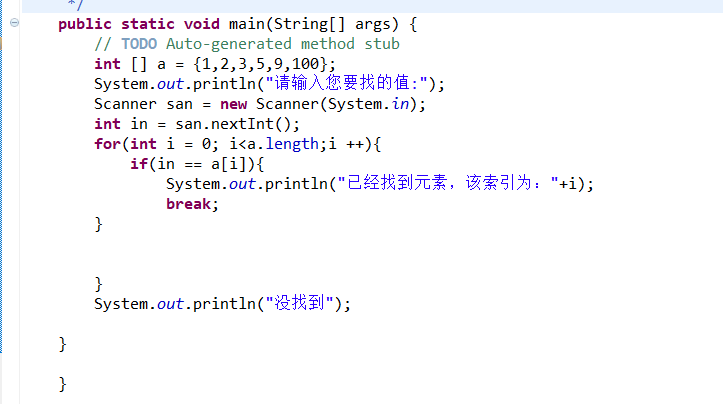 */
public static void main(String[] args) {
// TODO Auto-generated method stub
int [] a = {1,2,3,5,9,100};
System.out.println("请输入您要找的值:");
Scanner san = new Scanner(System.in);
int in = san.nextInt();
for(int i = 0; i<a.length;i ++){
if(in == a[i]){
System.out.println("已经找到元素，该索引为："+i);
break;
}
}
System.out.println("没找到");
}
}